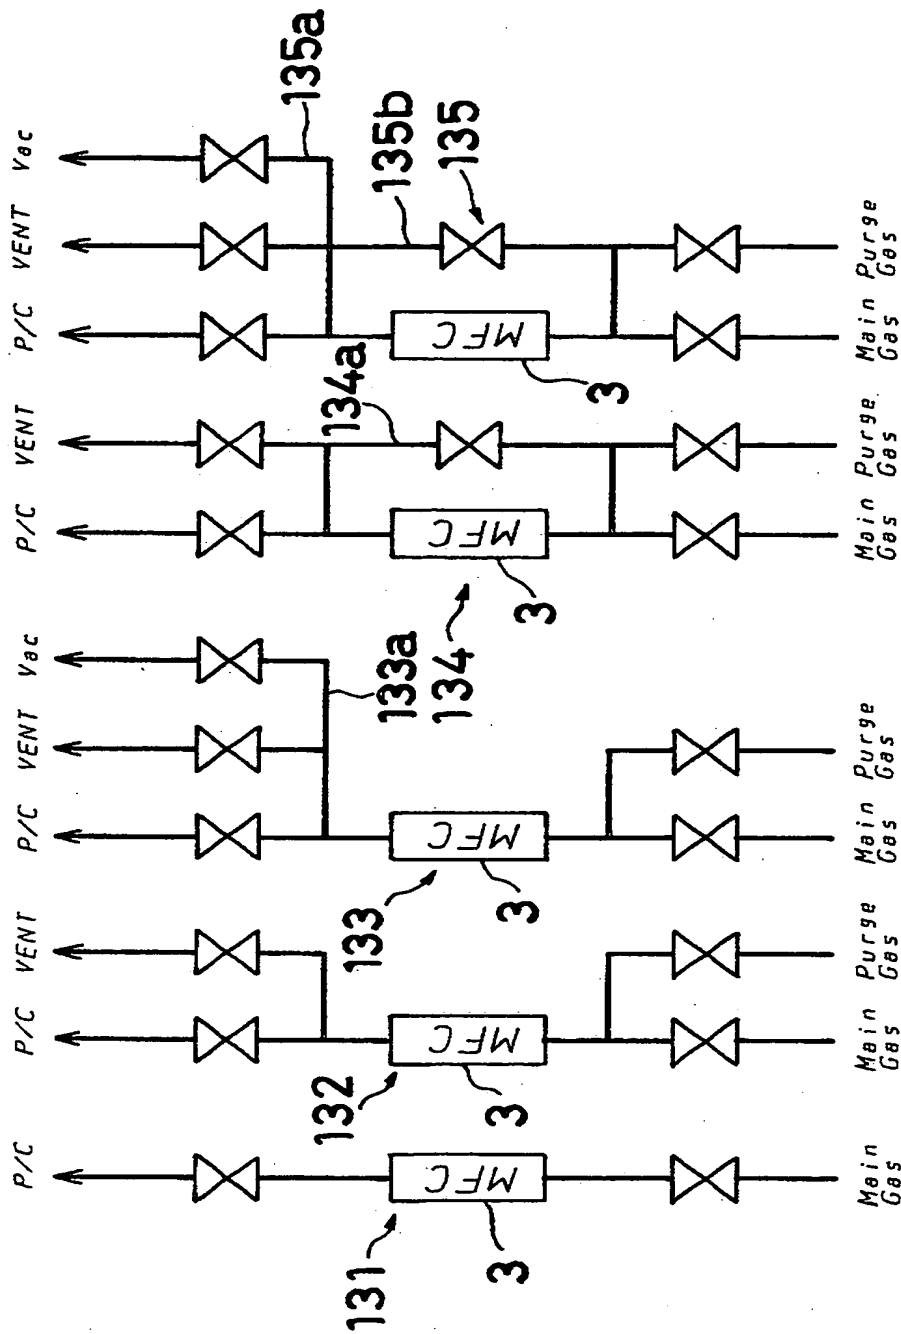 P/C
P/C VENT
P/C VENT Vac
P/C VENT
P/C VENT Vac
131
MFC
3
132
MFC
3
133
133a
MFC
3
134
134a
MFC
3
135a
135b
135
MFC
3
Main
Gas
Main Purge
Gas Gas
Main Purge
Gas Gas
Main Purge
Gas Gas
Main Purge
Gas Gas